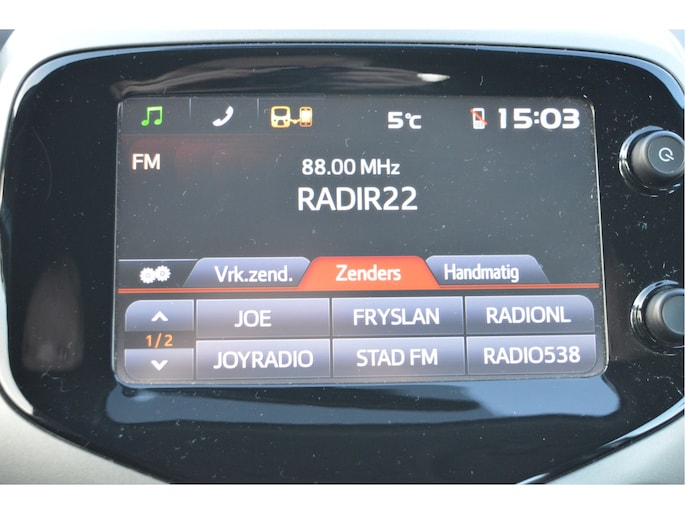 5°C 15:03
FM
88.00 MHz
RADIR22
Vrk.zend. Zenders Handmatig
JOE FRYSLAN RADIONL
1/2
JOYRADIO STAD FM RADIO538